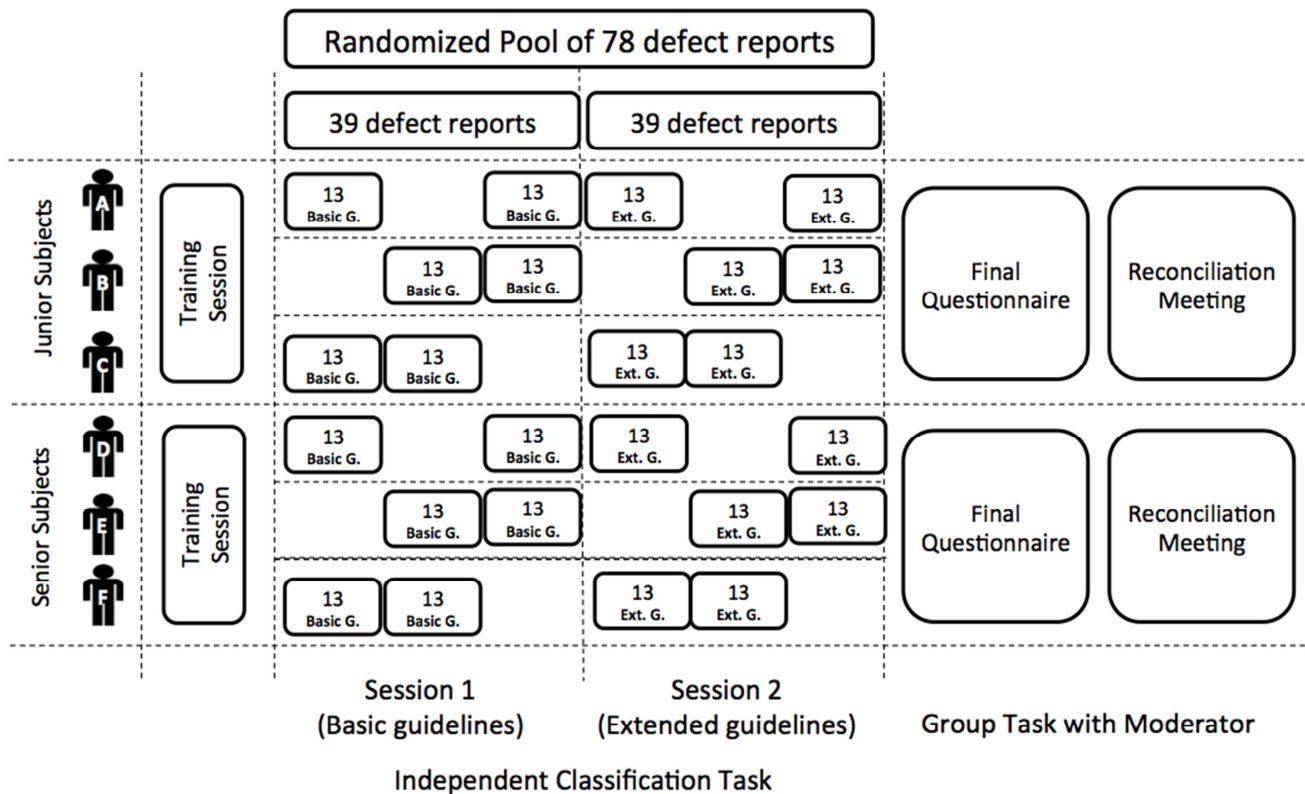 Randomized Pool of 78 defect reports
39 defect reports
39 defect reports
Junior Subjects
A
Training
Session
13
Basic G.
13
Basic G.
13
Ext. G.
13
Ext. G.
B
13
Basic G.
13
Basic G.
13
Ext. G.
13
Ext. G.
C
13
Basic G.
13
Basic G.
13
Ext. G.
13
Ext. G.
Final
Questionnaire
Reconciliation
Meeting
Senior Subjects
D
Training
Session
13
Basic G.
13
Basic G.
13
Ext. G.
13
Ext. G.
E
13
Basic G.
13
Basic G.
13
Ext. G.
13
Ext. G.
F
13
Basic G.
13
Basic G.
13
Ext. G.
13
Ext. G.
Final
Questionnaire
Reconciliation
Meeting
Session 1
(Basic guidelines)
Session 2
(Extended guidelines)
Group Task with Moderator
Independent Classification Task